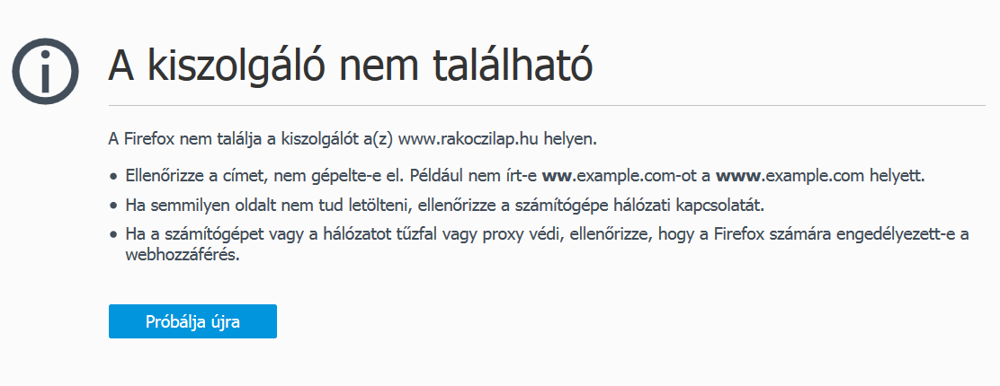 A kiszolgáló nem található
A Firefox nem találja a kiszolgálót a(z) www.rakoczilap.hu helyen.
• Ellenőrizze a címet, nem gépelte-e el. Például nem írt-e ww.example.com-ot a www.example.com helyett.
• Ha semmilyen oldalt nem tud letölteni, ellenőrizze a számítógépe hálózati kapcsolatát.
• Ha a számítógépet vagy a hálózatot tűzfal vagy proxy védi, ellenőrizze, hogy a Firefox számára engedélyezett-e a
webhozzáférés.
Próbálja újra